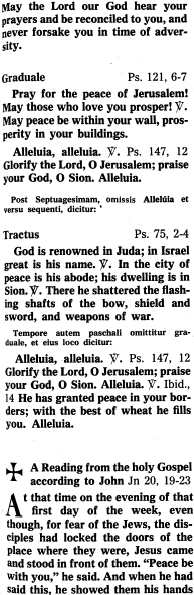 May the Lord our God hear your
prayers and be reconciled to you, and
never forsake you in time of adver-
sity.
Graduale Ps. 121, 6-7
Pray for the peace of Jerusalem!
May those who love you prosper! ℣.
May peace be within your wall, pros-
perity in your buildings.
Alleluia, alleluia. ℣. Ps. 147, 12
Glorify the Lord, O Jerusalem; praise
your God, O Sion. Alleluia.
Post Septuagesimam, omissis Allelúia et
versu sequenti, dicitur:
Tractus Ps. 75, 2-4
God is renowned in Juda; in Israel
great is his name. ℣. In the city of
peace is his abode; his dwelling is in
Sion. ℣. There he shattered the flash-
ing shafts of the bow, shield and
sword, and weapons of war.
Tempore autem paschali omittitur gra-
duale, et eius loco dicitur:
Alleluia, alleluia. ℣. Ps. 147, 12
Glorify the Lord, O Jerusalem; praise
your God, O Sion. Alleluia. ℣. Ibid.,
14 He has granted peace in your bor-
ders; with the best of wheat he fills
you. Alleluia.
✠ A Reading from the holy Gospel
according to John Jn 20, 19-23
At that time on the evening of that
first day of the week, even
though, for fear of the Jews, the dis-
ciples had locked the doors of the
place where they were, Jesus came
and stood in front of them. “Peace be
with you,” he said. And when he had
said this, he showed them his hands